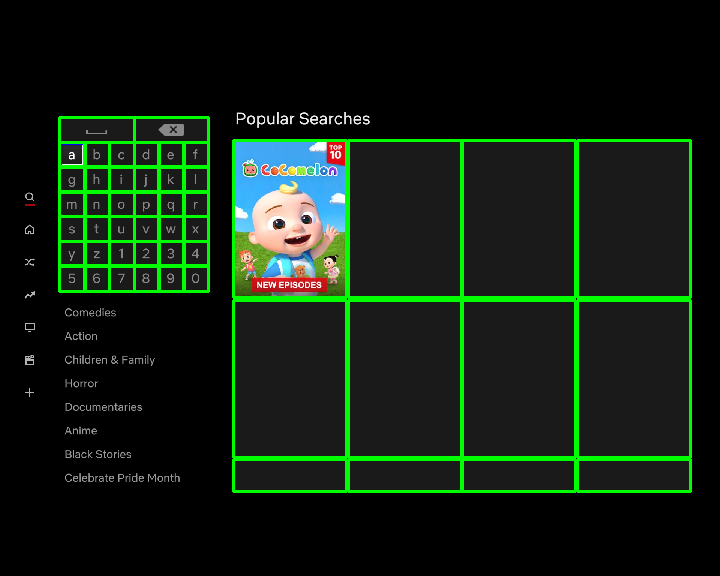 Popular Searches
a b c d e f
g h i j k l
m n o p q r
s t u v w x
y z 1 2 3 4
5 6 7 8 9 0
TOP 10
CoComelon
NEW EPISODES
Comedies
Action
Children & Family
Horror
Documentaries
Anime
Black Stories
Celebrate Pride Month